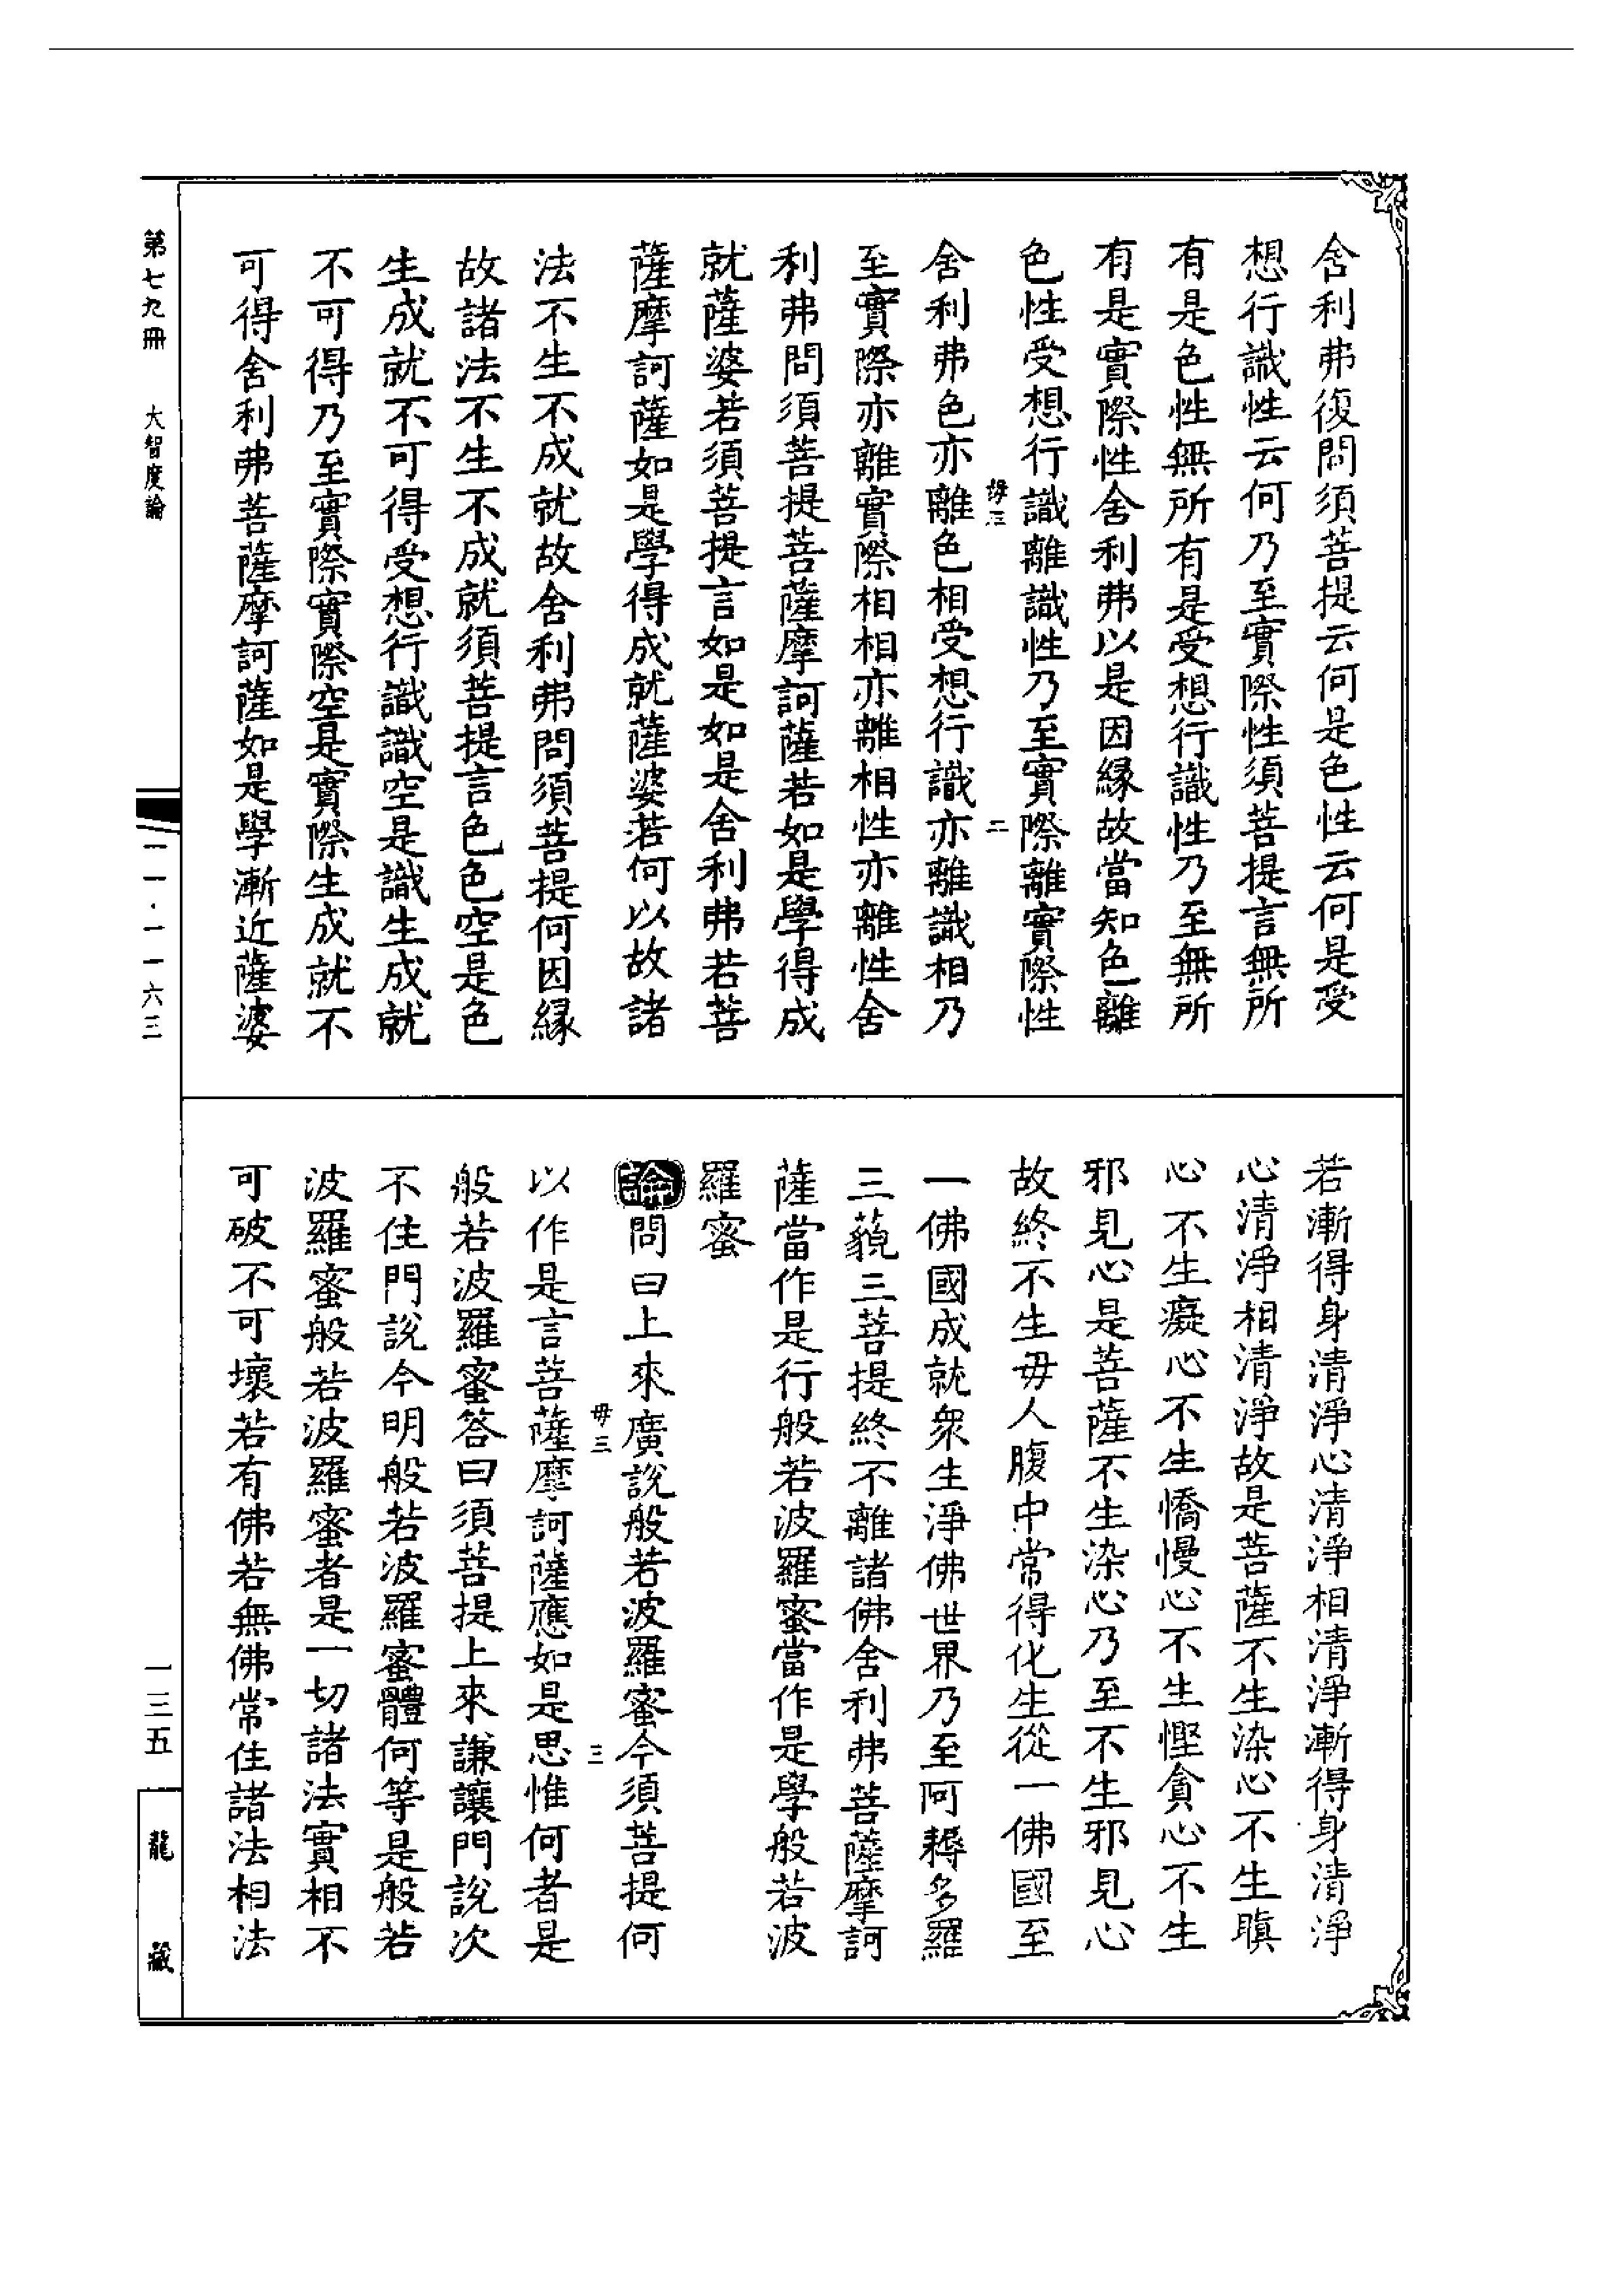 舍利弗復問須菩提云何是色性云何是受
想行識性云何乃至實際性須菩提言無所
有是色性無所有是受想行識性乃至無所
有是實際性舍利弗以是因緣故當知色離
色性受想行識離識性乃至實際離實際性
毋三
二
舍利弗色亦離色相受想行識亦離識相乃
至實際亦離實際相相亦離相性亦離性舍
利弗問須菩提菩薩摩訶薩若如是學得成
就薩婆若須菩提言如是如是舍利弗若菩
薩摩訶薩如是學得成就薩婆若何以故諸
法不生不成就故舍利弗問須菩提何因緣
故諸法不生不成就須菩提言色色空是色
生成就不可得受想行識識空是識生成就
不可得乃至實際實際空是實際生成就不
可得舍利弗菩薩摩訶薩如是學漸近薩婆
若漸得身清淨心清淨相清淨漸得身清淨
心清淨相清淨故是菩薩不生染心不生瞋
心不生癡心不生憍慢心不生慳貪心不生
邪見心是菩薩不生染心乃至不生邪見心
故終不生毋人腹中常得化生從一佛國至
一佛國成就衆生淨佛世界乃至阿耨多羅
三藐三菩提終不離諸佛舍利弗菩薩摩訶
薩當作是行般若波羅蜜當作是學般若波
羅蜜
論問曰上來廣說般若波羅蜜今須菩提何
毋三
三
以作是言菩薩摩訶薩應如是思惟何者是
般若波羅蜜答曰須菩提上來謙讓門說次
不住門說今明般若波羅蜜體何等是般若
波羅蜜般若波羅蜜者是一切諸法實相不
可破不可壞若有佛若無佛常住諸法相法
第七九冊
大智度論
一一一·一一六三
一三五
龍藏